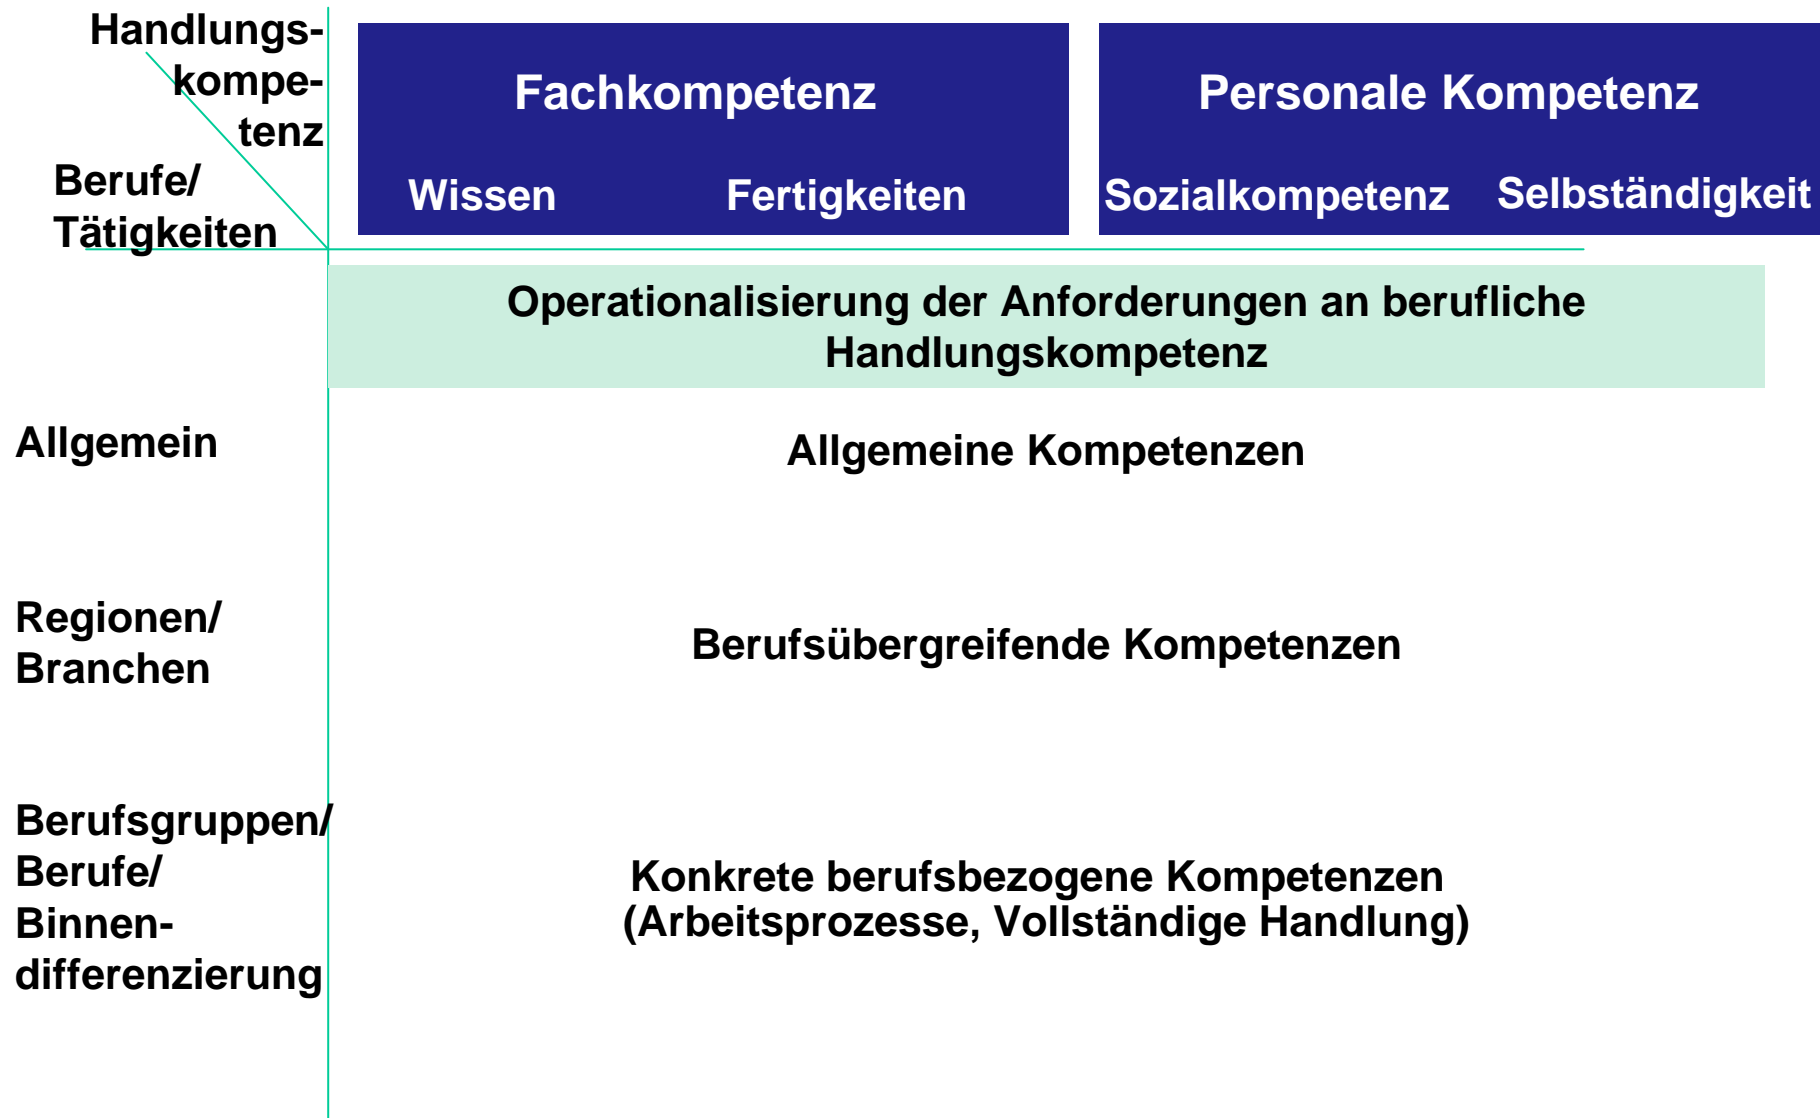 Handlungs-
kompe-
tenz
Berufe/
Tätigkeiten
Fachkompetenz
Wissen Fertigkeiten
Personale Kompetenz
Sozialkompetenz Selbständigkeit
Operationalisierung der Anforderungen an berufliche
Handlungskompetenz
Allgemein
Allgemeine Kompetenzen
Regionen/
Branchen
Berufsübergreifende Kompetenzen
Berufsgruppen/
Berufe/
Binnen-
differenzierung
Konkrete berufsbezogene Kompetenzen
(Arbeitsprozesse, Vollständige Handlung)